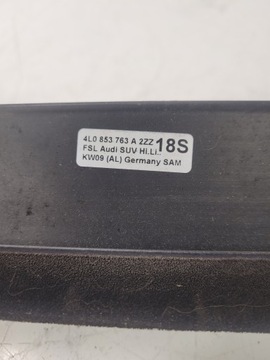 4L0 853 763 A 2ZZ 18S
FSL Audi SUV Hi.Li..
KW09 (AL) Germany SAM